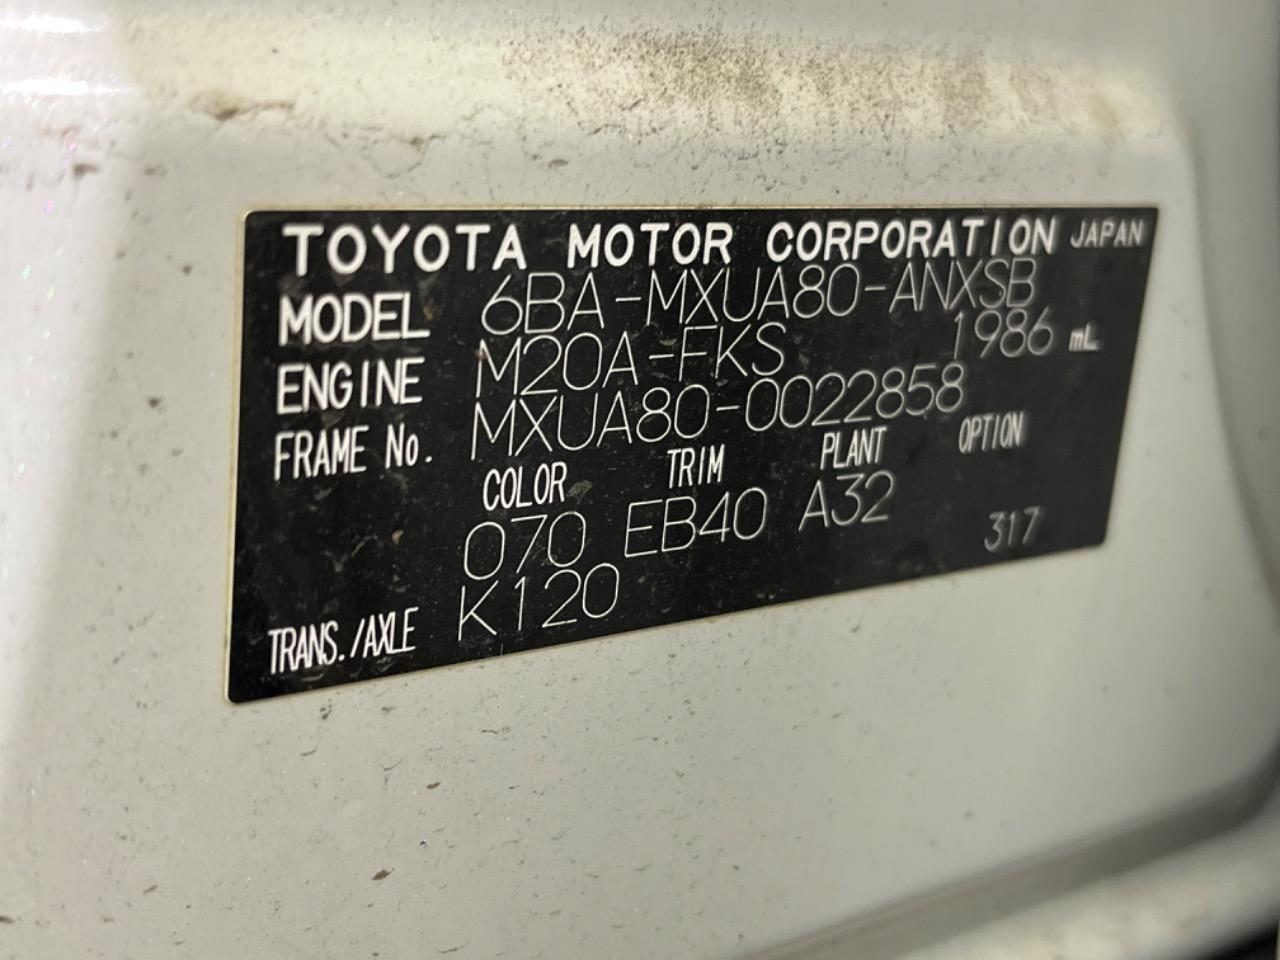 TOYOTA MOTOR CORPORATION JAPAN
MODEL 6BA-MXUA80-ANXSB
ENGINE M20A-FKS 1986 mL
FRAME No. MXUA80-0022858
COLOR TRIM PLANT OPTION
070 EB40 A32 317
TRANS./AXLE K120